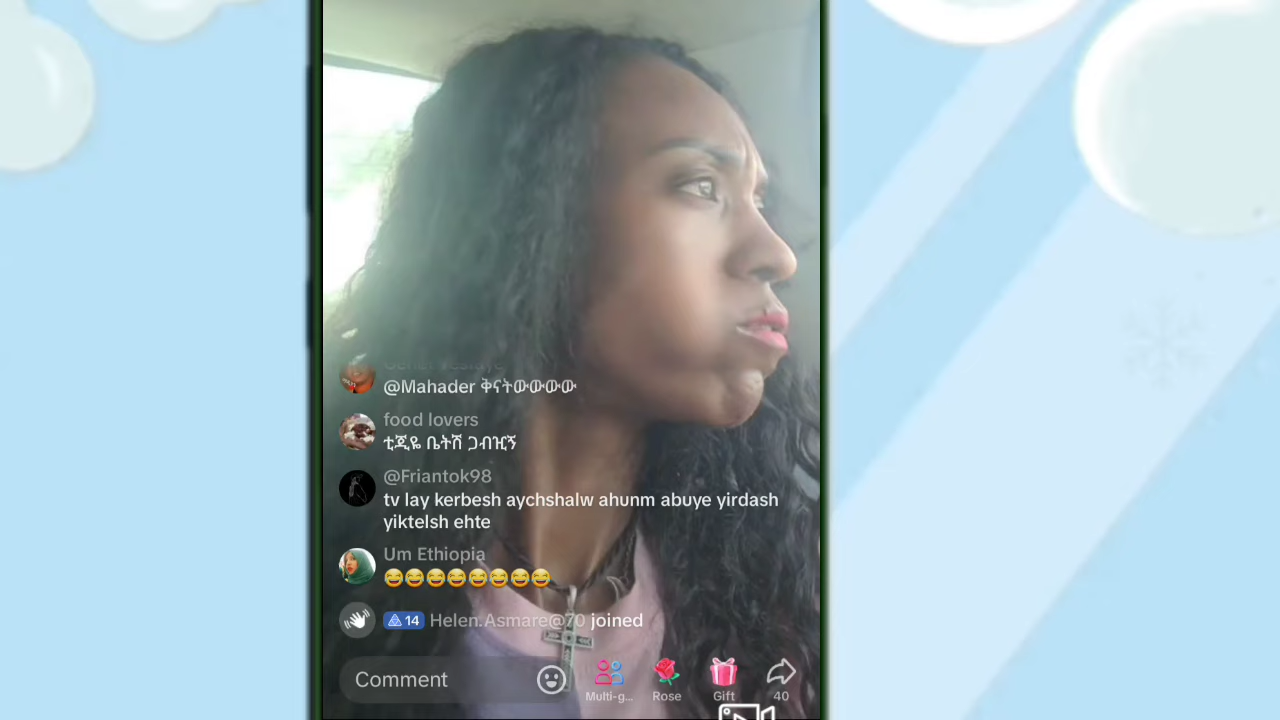 @Mahader ቅናትውውውው
food lovers
ቲጂዬ ቤትሽ ጋብዢኝ
@Friantok98
tv lay kerbesh aychshalw ahunm abuye yirdash
yiktelsh ehte
Um Ethiopia
14 Helen.Asmare@70 joined
Comment
Multi-g... Rose Gift 40